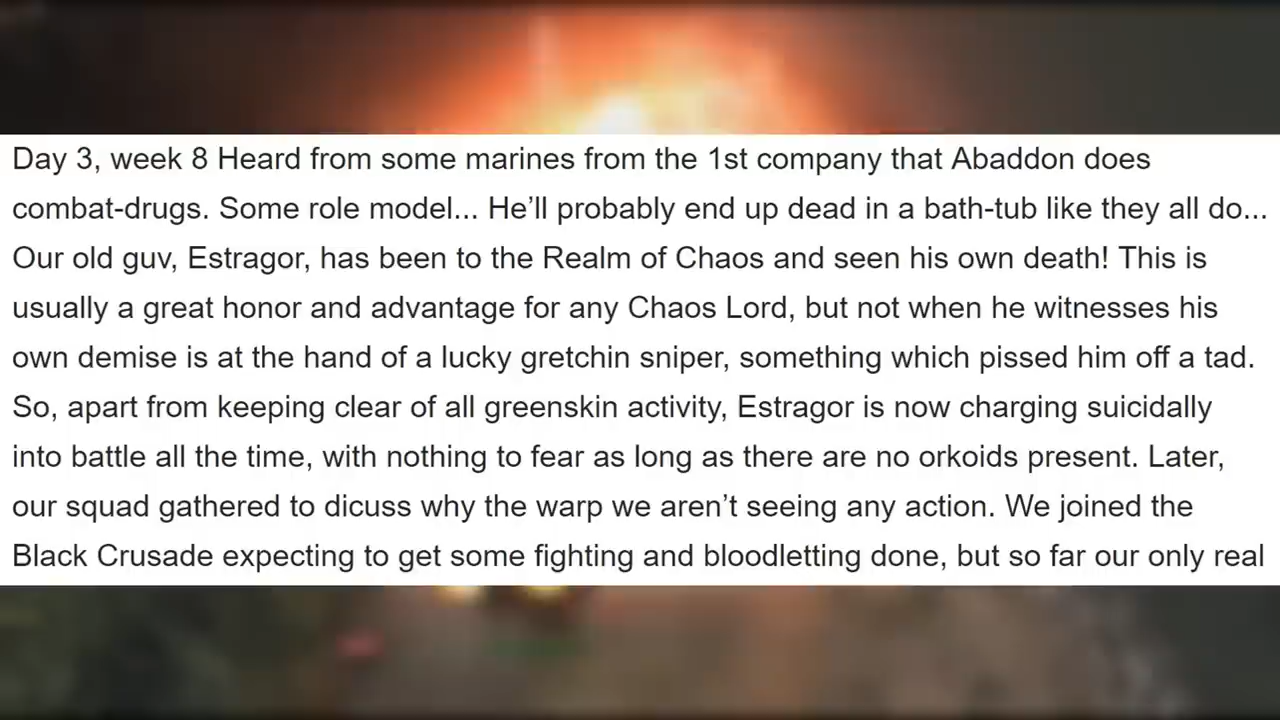 Day 3, week 8 Heard from some marines from the 1st company that Abaddon does
combat-drugs. Some role model... He’ll probably end up dead in a bath-tub like they all do...
Our old guv, Estragor, has been to the Realm of Chaos and seen his own death! This is
usually a great honor and advantage for any Chaos Lord, but not when he witnesses his
own demise is at the hand of a lucky gretchin sniper, something which pissed him off a tad.
So, apart from keeping clear of all greenskin activity, Estragor is now charging suicidally
into battle all the time, with nothing to fear as long as there are no orkoids present. Later,
our squad gathered to dicuss why the warp we aren’t seeing any action. We joined the
Black Crusade expecting to get some fighting and bloodletting done, but so far our only real